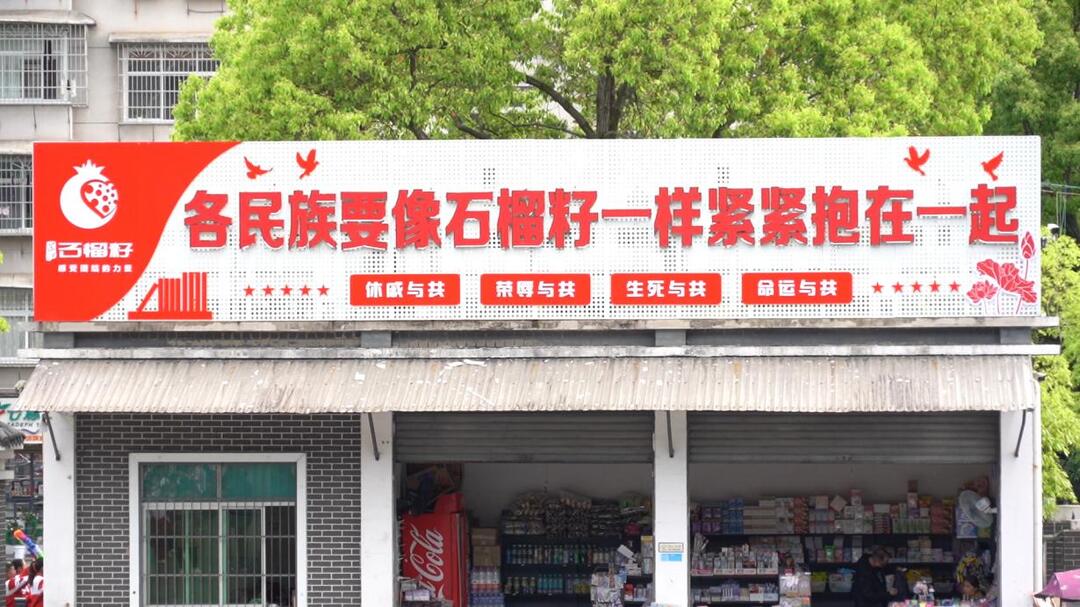 各民族要像石榴籽一样紧紧抱在一起
石榴籽
感受团结的力量
休戚与共
荣辱与共
生死与共
命运与共
Coca-Cola